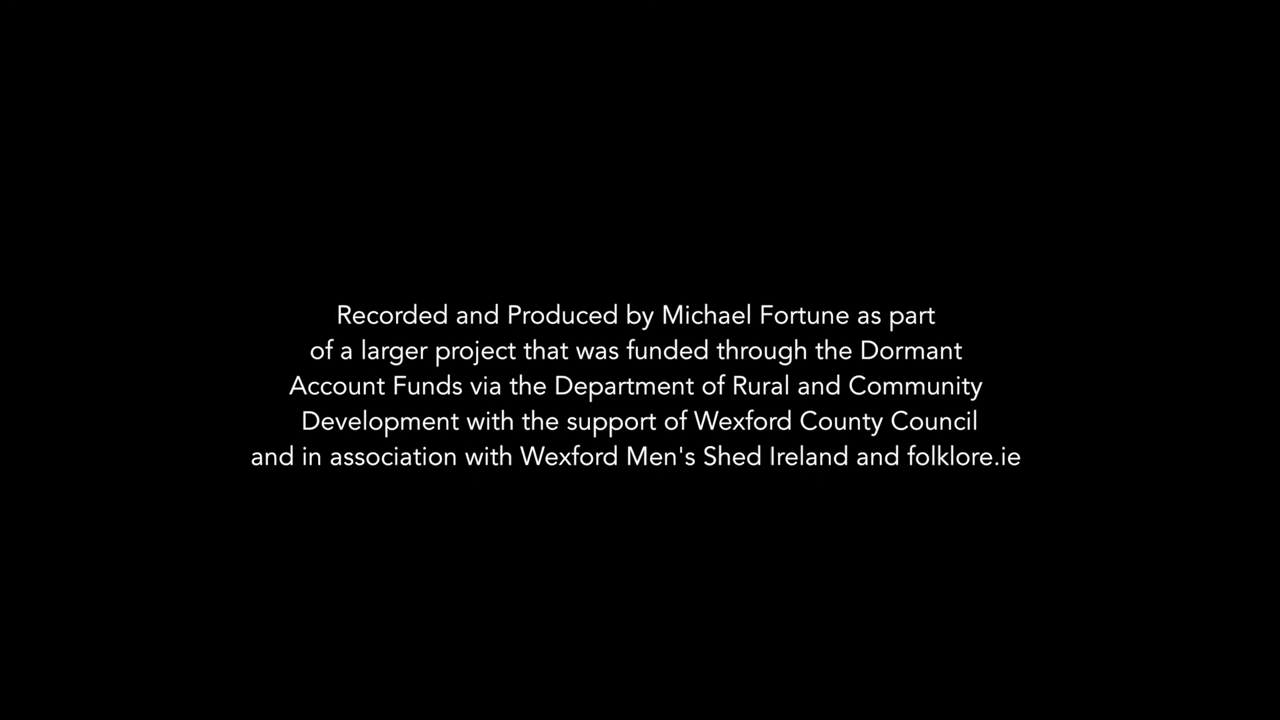 Recorded and Produced by Michael Fortune as part
of a larger project that was funded through the Dormant
Account Funds via the Department of Rural and Community
Development with the support of Wexford County Council
and in association with Wexford Men's Shed Ireland and folklore.ie